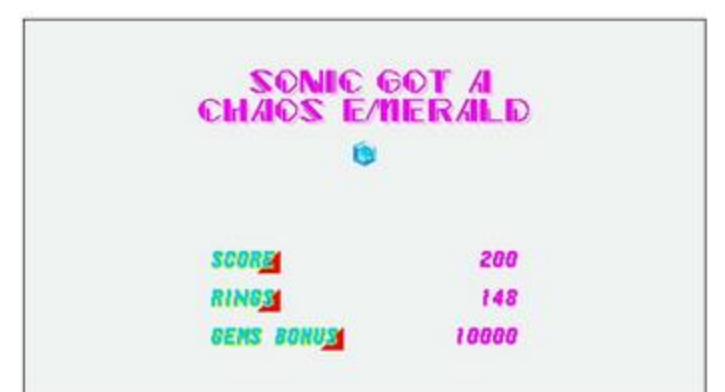 SONIC GOT A
CHAOS EMERALD
SCORE 200
RINGS 148
GEMS BONUS 10000